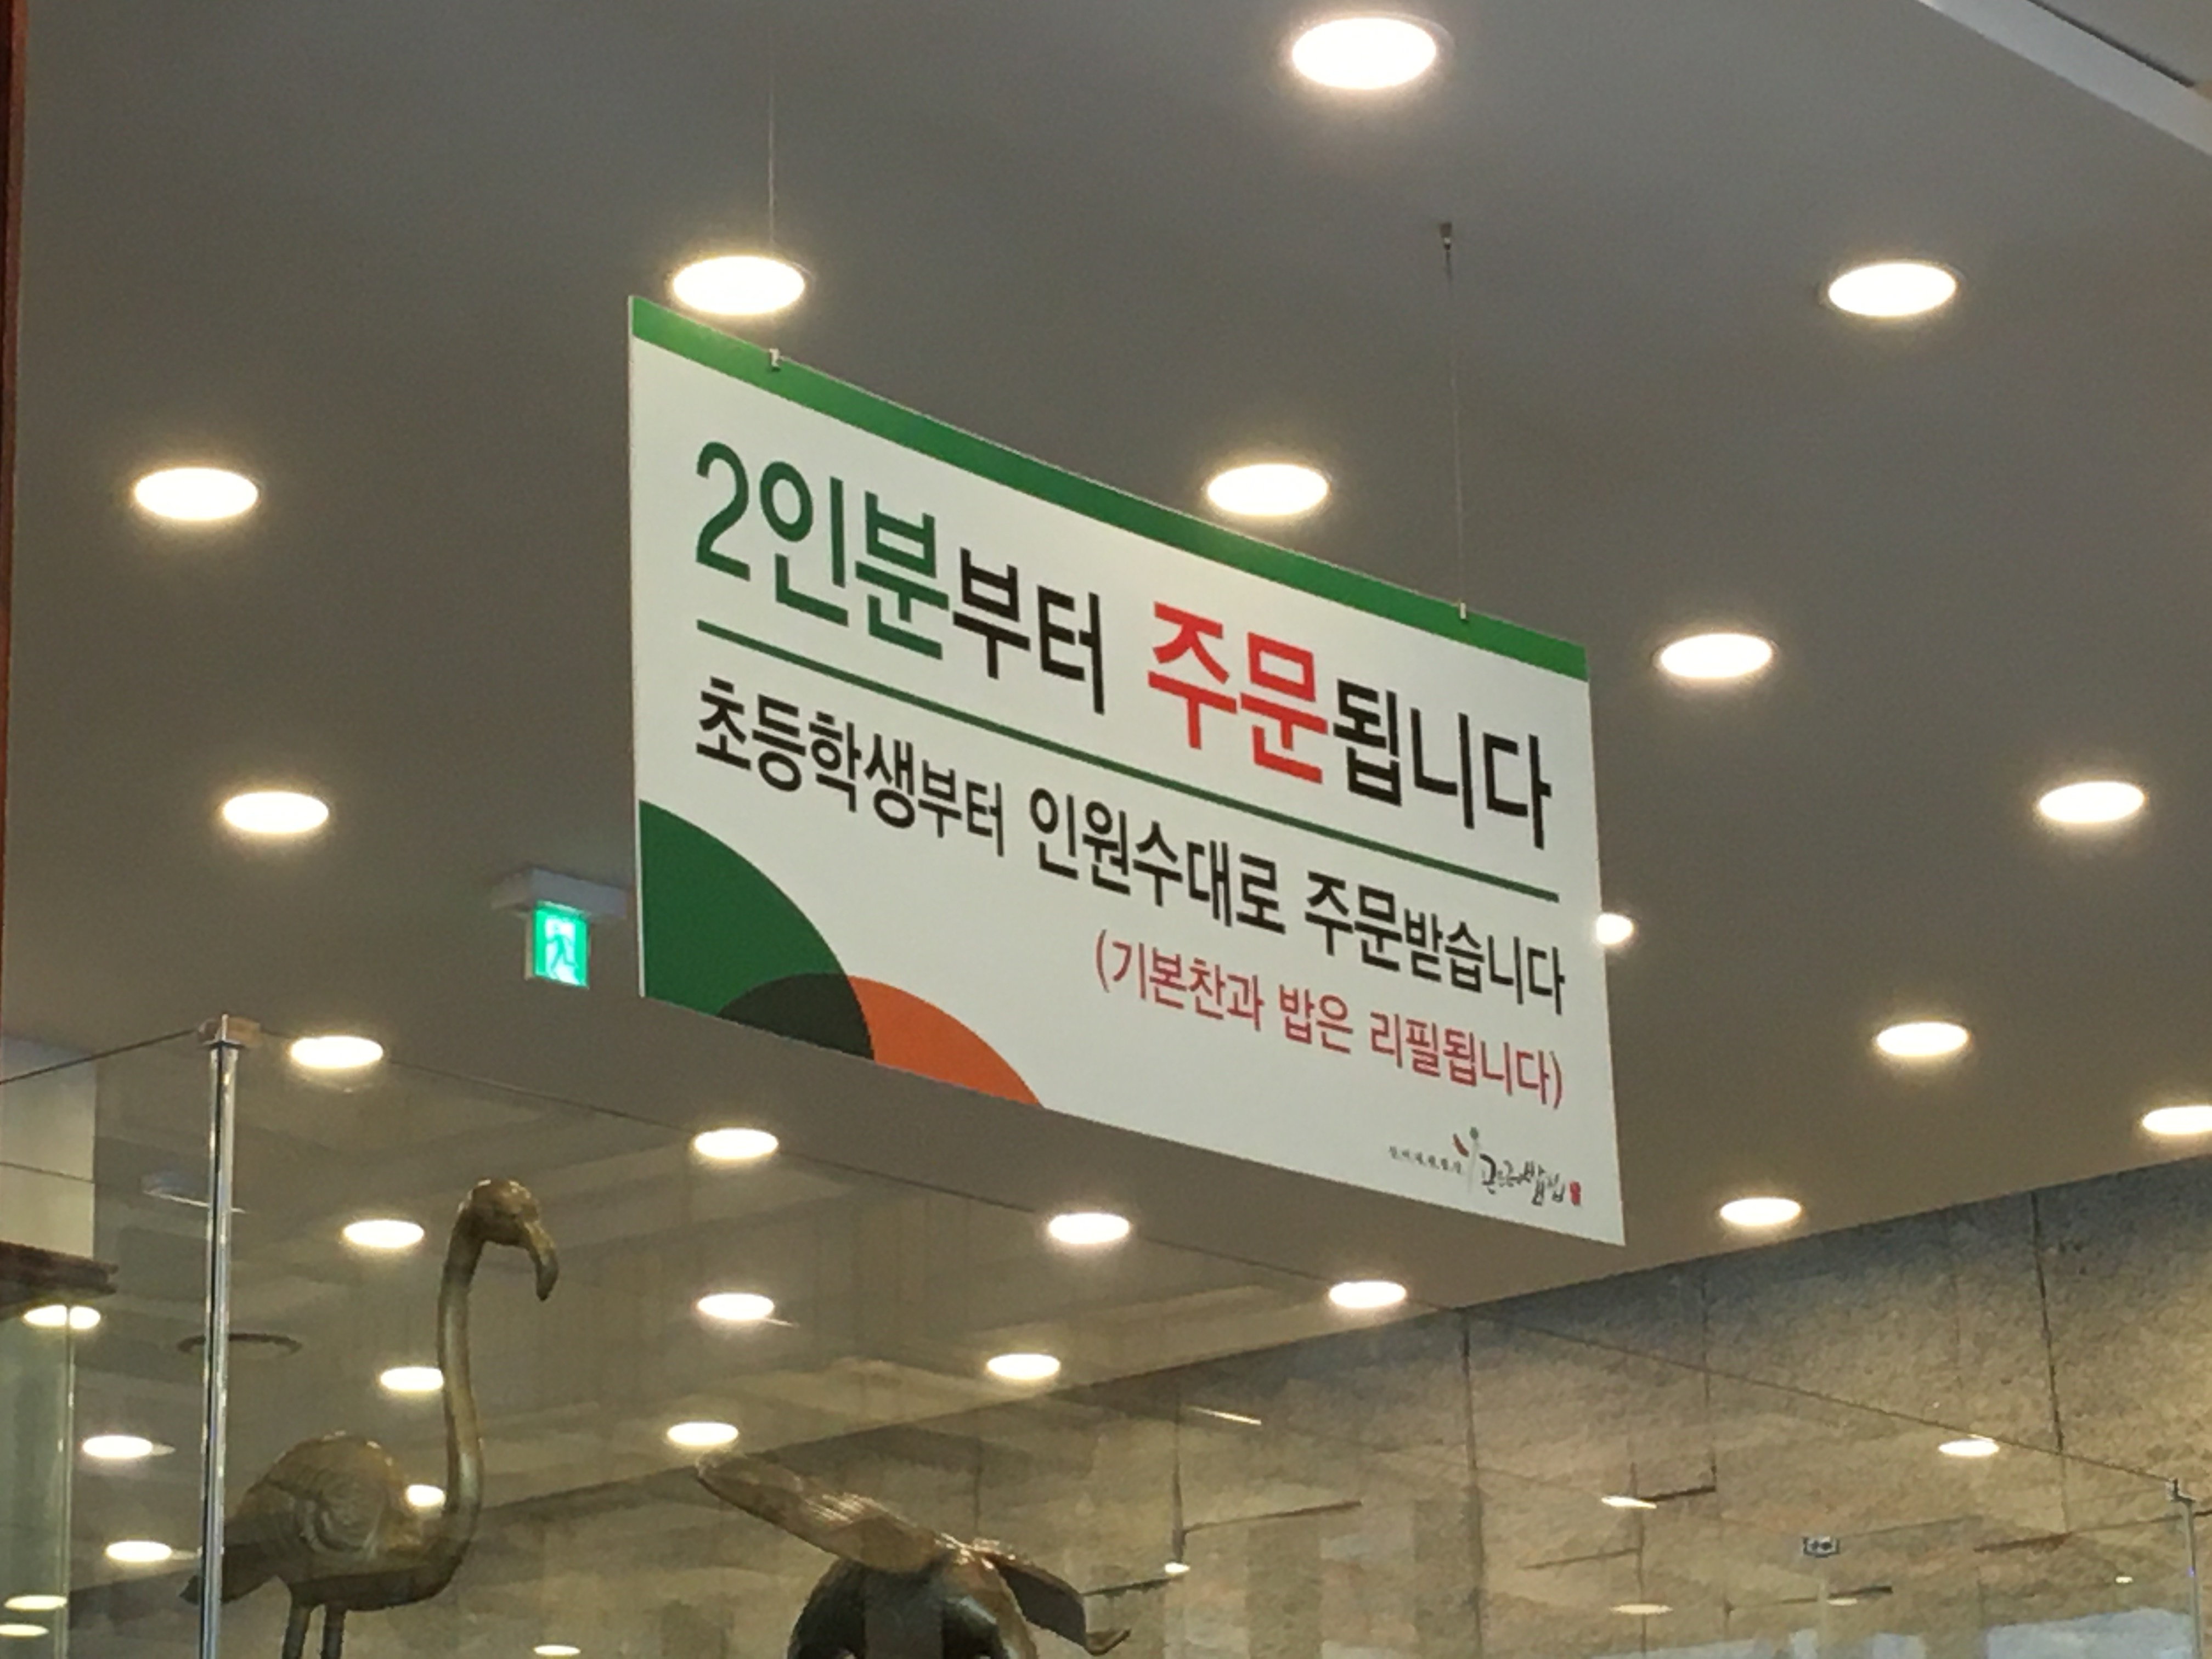 2인분부터 주문됩니다
초등학생부터 인원수대로 주문받습니다
(기본찬과 밥은 리필됩니다)